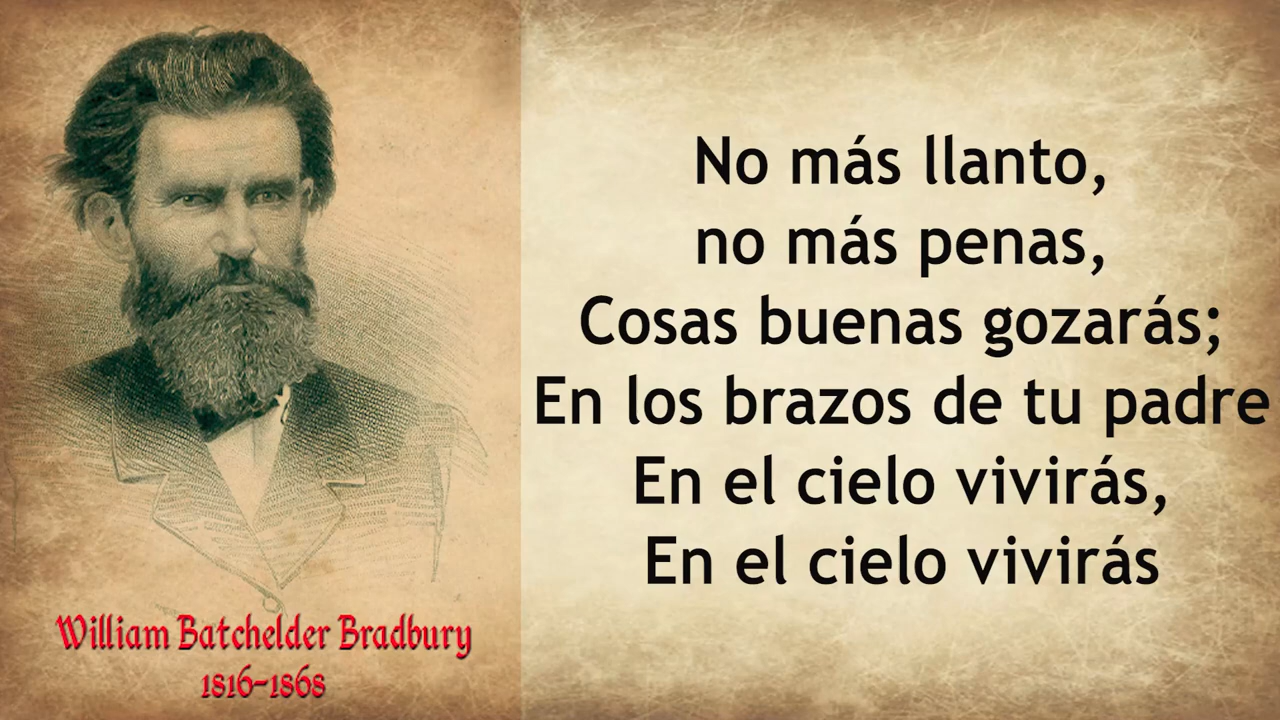 No más llanto,
no más penas,
Cosas buenas gozarás;
En los brazos de tu padre
En el cielo vivirás,
En el cielo vivirás
William Batchelder Bradbury
1816-1868